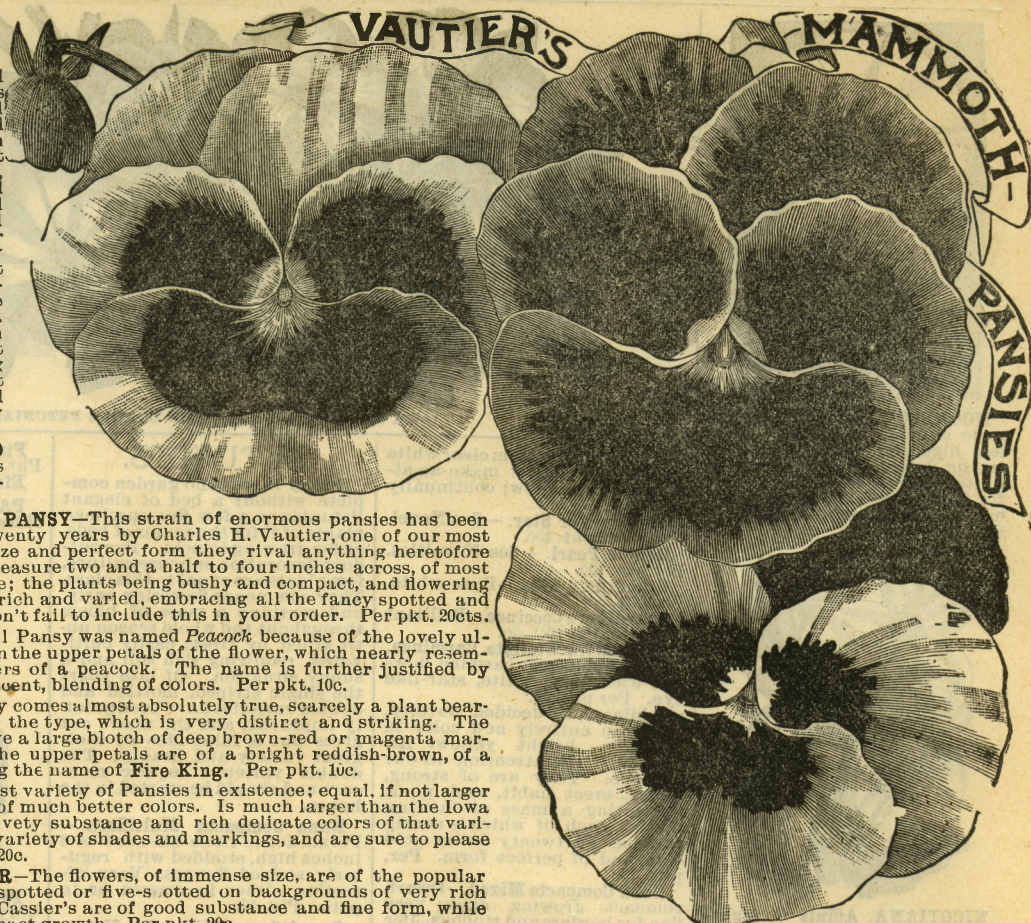 VAUTIER'S
MAMMOTH-
PANSIES
PANSY—This strain of enormous pansies has been
wenty years by Charles H. Vautier, one of our most
ze and perfect form they rival anything heretofore
easure two and a half to four inches across, of most
e; the plants being bushy and compact, and flowering
rich and varied, embracing all the fancy spotted and
on't fail to include this in your order. Per pkt. 20cts.
l Pansy was named Peacock because of the lovely ul-
n the upper petals of the flower, which nearly resem-
ers of a peacock. The name is further justified by
cent, blending of colors. Per pkt, 10c.
y comes almost absolutely true, scarcely a plant bear-
the type, which is very distinct and striking. The
ve a large blotch of deep brown-red or magenta mar-
he upper petals are of a bright reddish-brown, of a
g the name of Fire King. Per pkt. 10c.
st variety of Pansies in existence; equal, if not larger
of much better colors. Is much larger than the Iowa
vety substance and rich delicate colors of that vari-
variety of shades and markings, and are sure to please
20c.
R—The flowers, of immense size, are of the popular
spotted or five-s otted on backgrounds of very rich
Cassier's are of good substance and fine form, while
act growth. Per pkt. 20c.